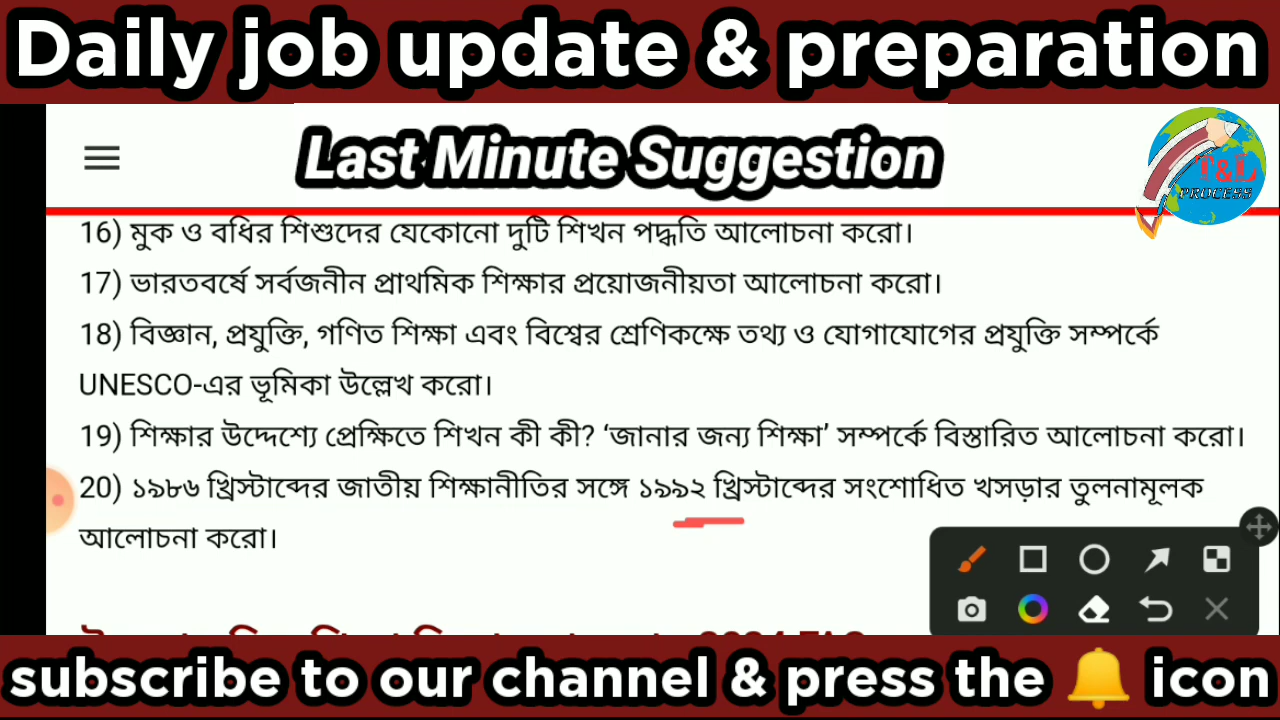 Daily job update & preparation
Last Minute Suggestion
T&L
PROCESS
16) মুক ও বধির শিশুদের যেকোনো দুটি শিখন পদ্ধতি আলোচনা করো।
17) ভারতবর্ষে সর্বজনীন প্রাথমিক শিক্ষার প্রয়োজনীয়তা আলোচনা করো।
18) বিজ্ঞান, প্রযুক্তি, গণিত শিক্ষা এবং বিশ্বের শ্রেণিকক্ষে তথ্য ও যোগাযোগের প্রযুক্তি সম্পর্কে
UNESCO-এর ভূমিকা উল্লেখ করো।
19) শিক্ষার উদ্দেশ্যে প্রেক্ষিতে শিখন কী কী? ‘জানার জন্য শিক্ষা’ সম্পর্কে বিস্তারিত আলোচনা করো।
20) ১৯৮৬ খ্রিস্টাব্দের জাতীয় শিক্ষানীতির সঙ্গে ১৯৯২ খ্রিস্টাব্দের সংশোধিত খসড়ার তুলনামূলক
আলোচনা করো।
subscribe to our channel & press the 🔔 icon